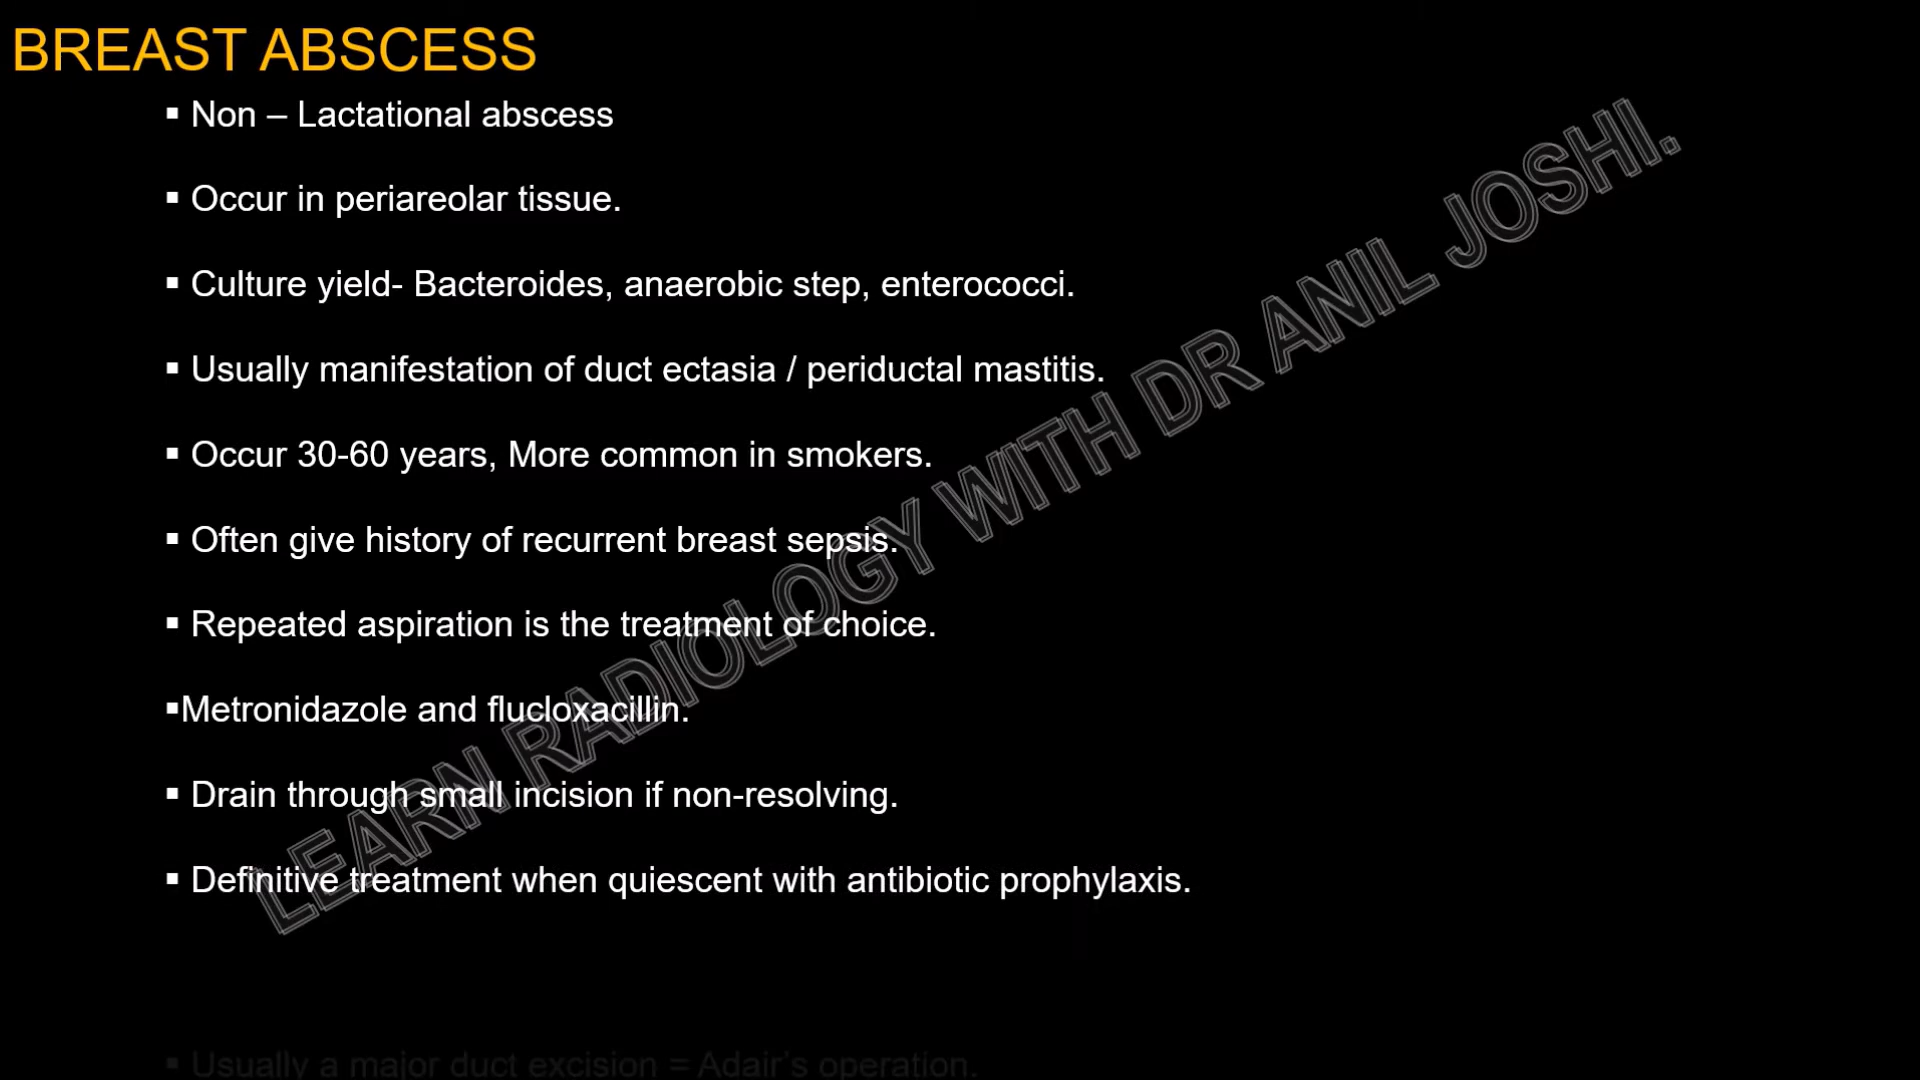 BREAST ABSCESS
▪ Non – Lactational abscess
▪ Occur in periareolar tissue.
▪ Culture yield- Bacteroides, anaerobic step, enterococci.
▪ Usually manifestation of duct ectasia / periductal mastitis.
▪ Occur 30-60 years, More common in smokers.
▪ Often give history of recurrent breast sepsis.
▪ Repeated aspiration is the treatment of choice.
▪Metronidazole and flucloxacillin.
▪ Drain through small incision if non-resolving.
▪ Definitive treatment when quiescent with antibiotic prophylaxis.
▪ Usually a major duct excision = Adair's operation.
LEARN RADIOLOGY WITH DR ANIL JOSHI.